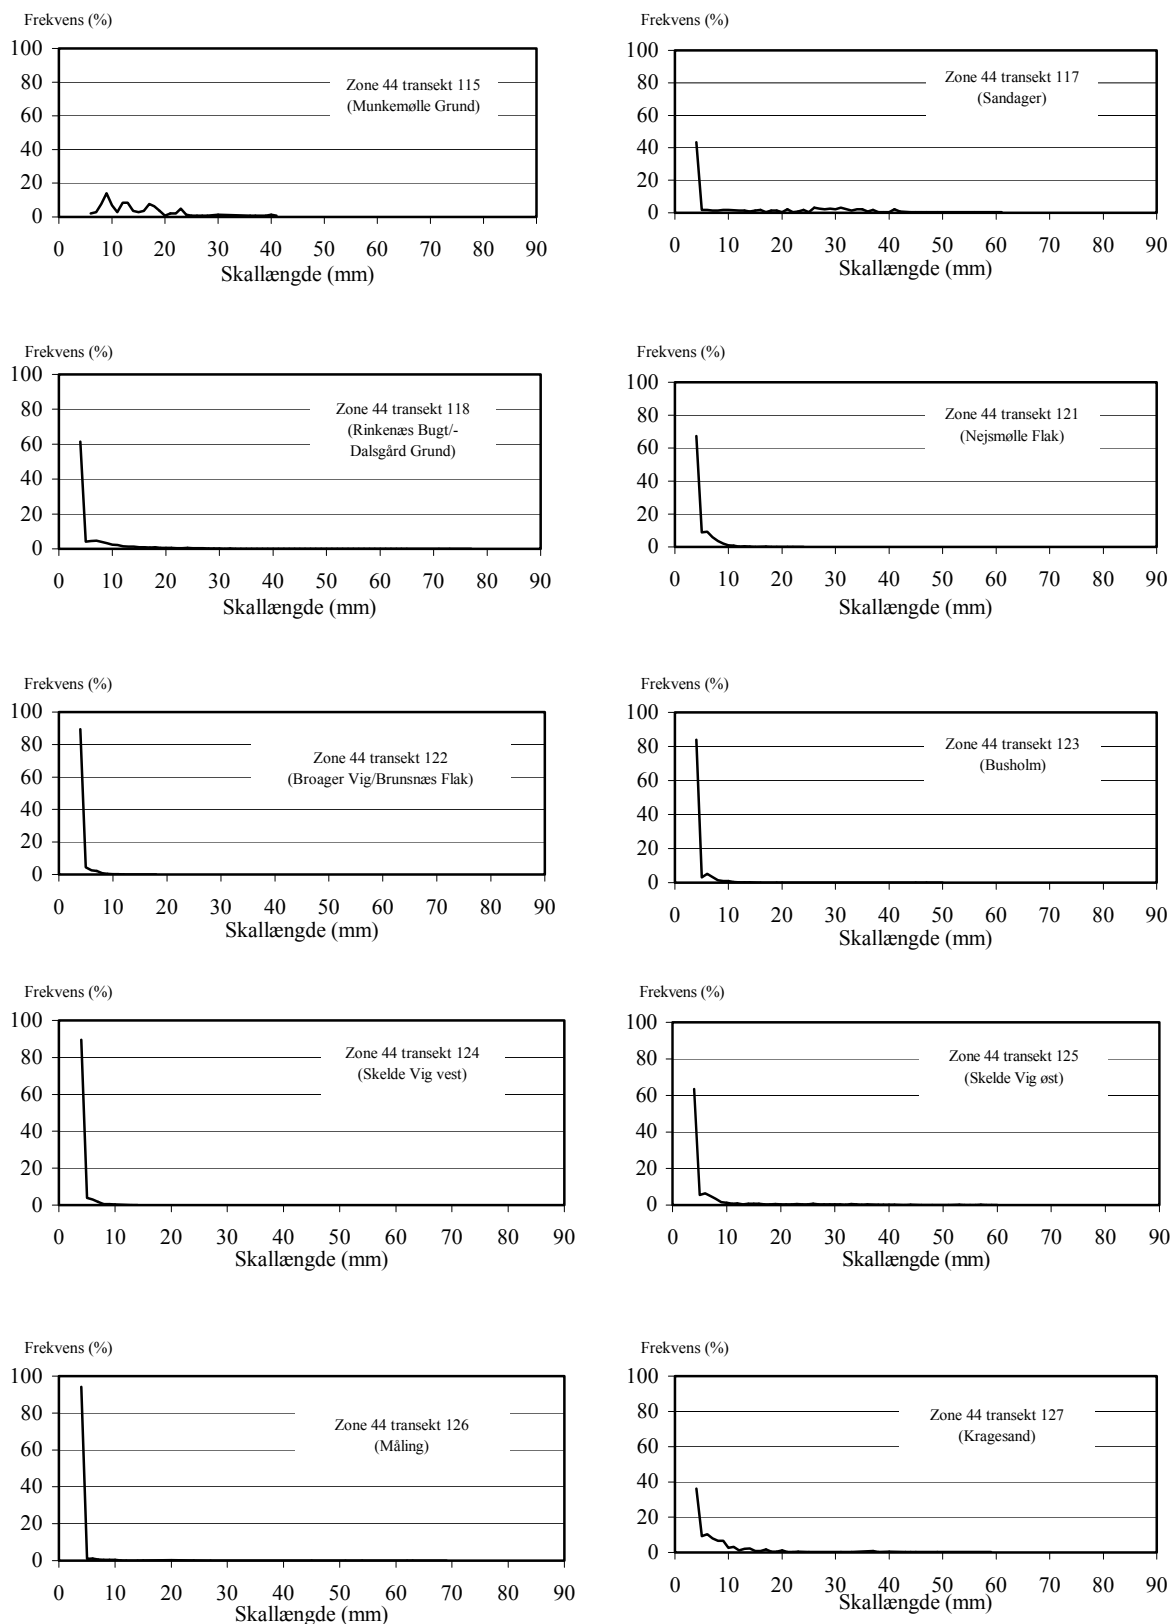 Frekvens (%)
100
80
60
40
20
0
Zone 44 transekt 115
(Munkemølle Grund)
0 10 20 30 40 50 60 70 80 90
Skallængde (mm)
Frekvens (%)
100
80
60
40
20
0
Zone 44 transekt 117
(Sandager)
0 10 20 30 40 50 60 70 80 90
Skallængde (mm)
Frekvens (%)
100
80
60
40
20
0
Zone 44 transekt 118
(Rinkenæs Bugt/-
Dalsgård Grund)
0 10 20 30 40 50 60 70 80 90
Skallængde (mm)
Frekvens (%)
100
80
60
40
20
0
Zone 44 transekt 121
(Nejsmølle Flak)
0 10 20 30 40 50 60 70 80 90
Skallængde (mm)
Frekvens (%)
100
80
60
40
20
0
Zone 44 transekt 122
(Broager Vig/Brunsnæs Flak)
0 10 20 30 40 50 60 70 80 90
Skallængde (mm)
Frekvens (%)
100
80
60
40
20
0
Zone 44 transekt 123
(Busholm)
0 10 20 30 40 50 60 70 80 90
Skallængde (mm)
Frekvens (%)
100
80
60
40
20
0
Zone 44 transekt 124
(Skelde Vig vest)
0 10 20 30 40 50 60 70 80 90
Skallængde (mm)
Frekvens (%)
100
80
60
40
20
0
Zone 44 transekt 125
(Skelde Vig øst)
0 10 20 30 40 50 60 70 80 90
Skallængde (mm)
Frekvens (%)
100
80
60
40
20
0
Zone 44 transekt 126
(Måling)
0 10 20 30 40 50 60 70 80 90
Skallængde (mm)
Frekvens (%)
100
80
60
40
20
0
Zone 44 transekt 127
(Kragesand)
0 10 20 30 40 50 60 70 80 90
Skallængde (mm)